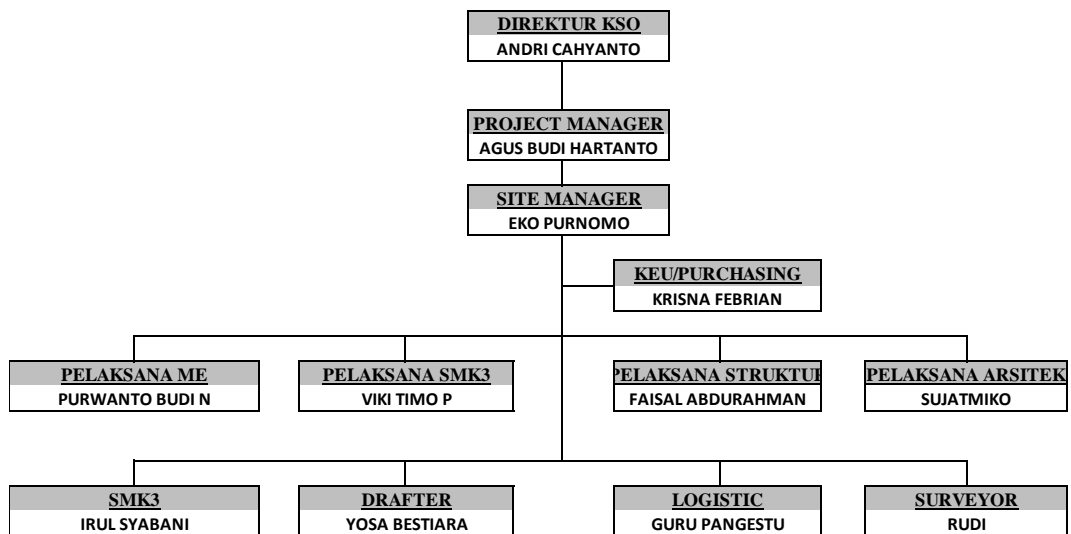 DIREKTUR KSO
ANDRI CAHYANTO
PROJECT MANAGER
AGUS BUDI HARTANTO
SITE MANAGER
EKO PURNOMO
KEU/PURCHASING
KRISNA FEBRIAN
PELAKSANA ME
PURWANTO BUDI N
PELAKSANA SMK3
VIKI TIMO P
PELAKSANA STRUKTUR
FAISAL ABDURAHMAN
PELAKSANA ARSITEK
SUJATMIKO
SMK3
IRUL SYABANI
DRAFTER
YOSA BESTIARA
LOGISTIC
GURU PANGESTU
SURVEYOR
RUDI